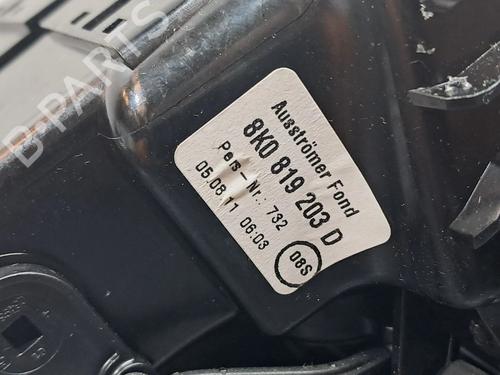 B-PARTS
Ausströmer Fond
8K0 819 203 D
Pers-Nr.: 732
05.08.11 06:03
08S